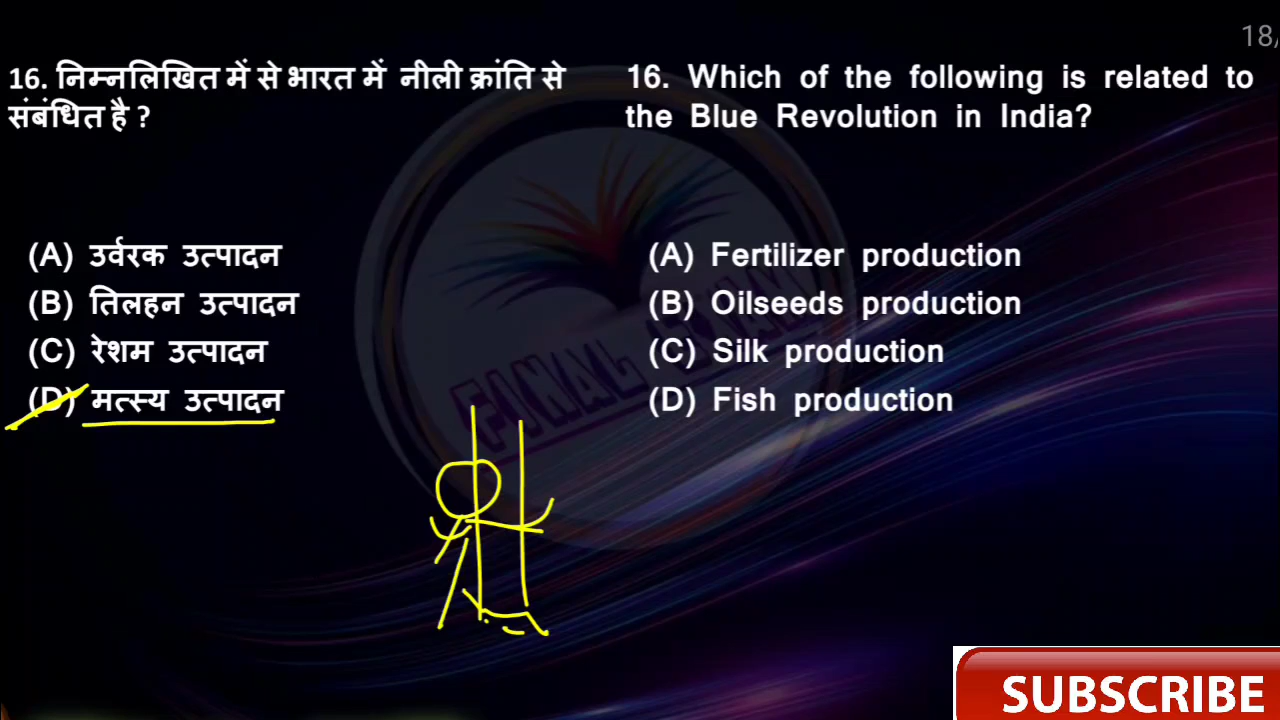 18/
16. निम्नलिखित में से भारत में नीली क्रांति से
संबंधित है ?
(A) उर्वरक उत्पादन
(B) तिलहन उत्पादन
(C) रेशम उत्पादन
(D) मत्स्य उत्पादन
16. Which of the following is related to
the Blue Revolution in India?
(A) Fertilizer production
(B) Oilseeds production
(C) Silk production
(D) Fish production
FINAL EXAM
SUBSCRIBE